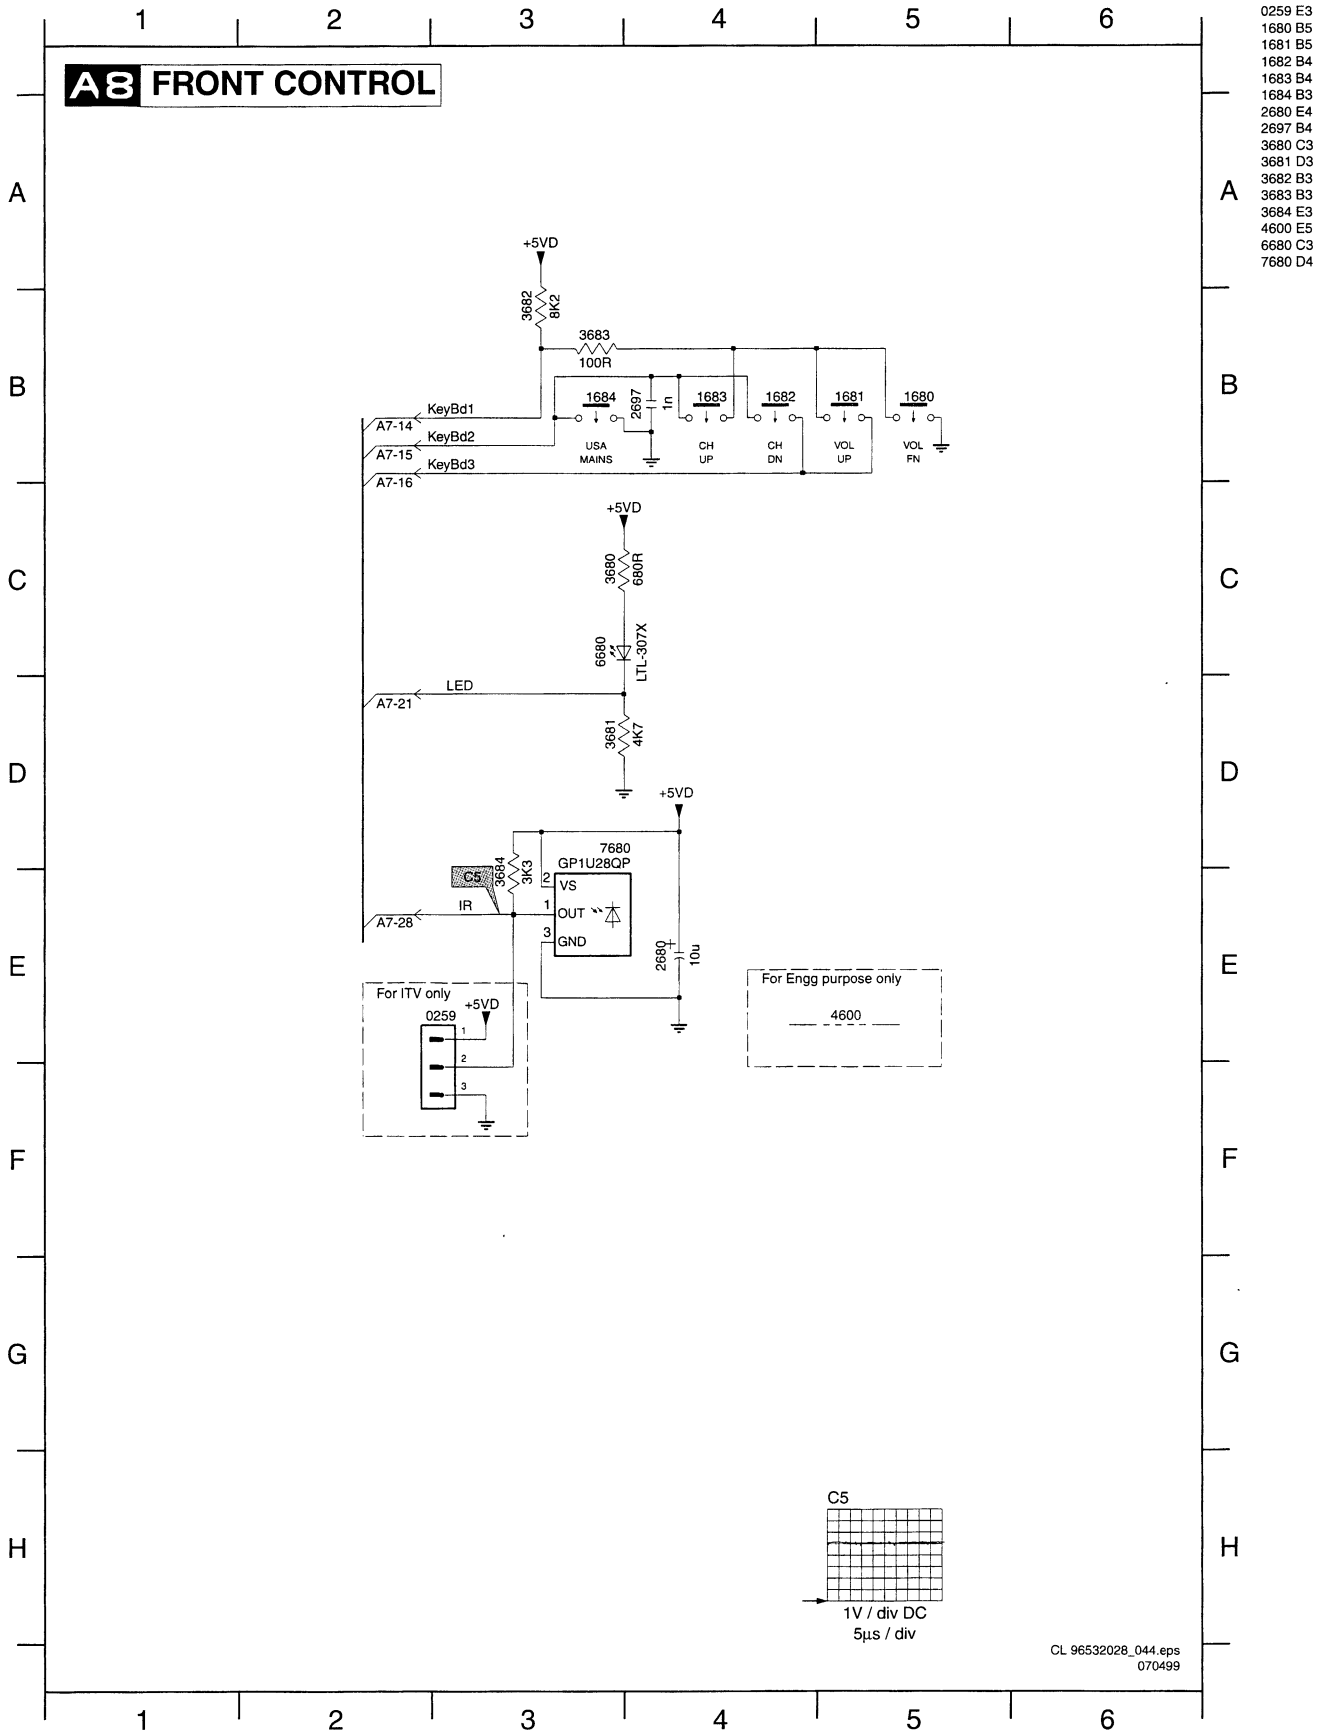 1 2 3 4 5 6
0259 E3
1680 B5
1681 B5
1682 B4
1683 B4
1684 B3
2680 E4
2697 B4
3680 C3
3681 D3
3682 B3
3683 B3
3684 E3
4600 E5
6680 C3
7680 D4
A8 FRONT CONTROL
A A
+5VD
3682
8K2
3683
100R
B B
1684
2697
1n
1683
1682
1681
1680
KeyBd1
A7-14
KeyBd2
A7-15
KeyBd3
A7-16
USA
MAINS
CH
UP
CH
DN
VOL
UP
VOL
FN
+5VD
3680
680R
C C
6680
LTL-307X
LED
A7-21
3681
4K7
D D
+5VD
7680
GP1U28QP
3684
3K3
C5
2
VS
IR
1
OUT
A7-28
3
GND
2680
+
10u
E E
For ITV only
+5VD
0259
1
2
3
For Engg purpose only
4600
F F
G G
C5
H H
1V / div DC
5µs / div
CL 96532028_044.eps
070499
1 2 3 4 5 6